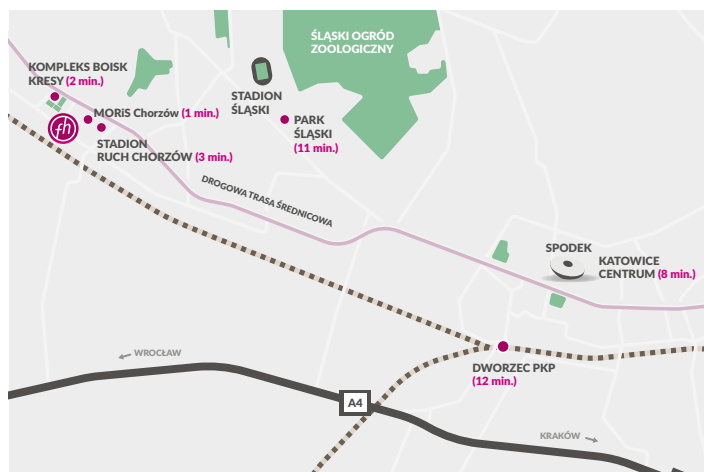 ŚLĄSKI OGRÓD
ZOOLOGICZNY
KOMPLEKS BOISK
KRESY (2 min.)
STADION
ŚLĄSKI
MORiS Chorzów (1 min.)
fh
PARK
ŚLĄSKI
(11 min.)
STADION
RUCH CHORZÓW (3 min.)
DROGOWA TRASA ŚREDNICOWA
SPODEK
KATOWICE
CENTRUM (8 min.)
WROCŁAW
DWORZEC PKP
(12 min.)
A4
KRAKÓW